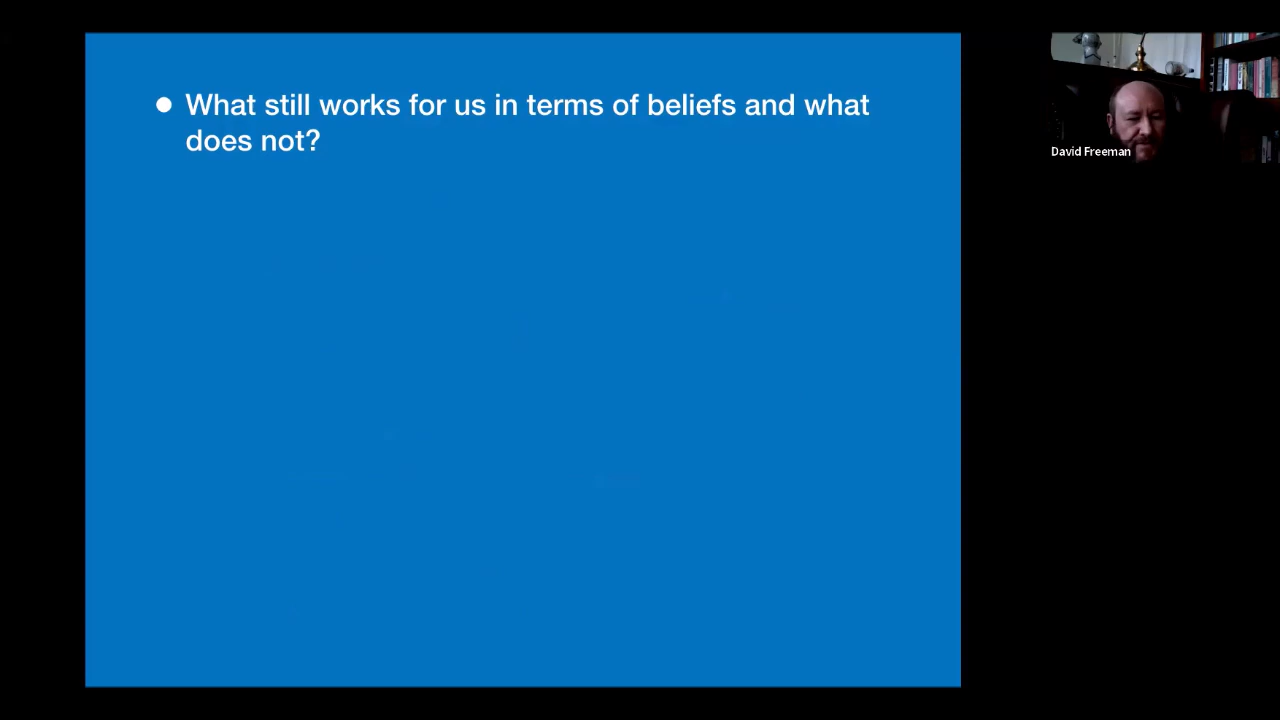 ● What still works for us in terms of beliefs and what
does not?
David Freeman